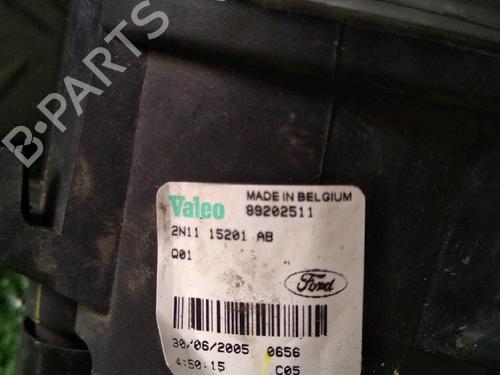 B-PARTS
Valeo
MADE IN BELGIUM
89202511
2N11 15201 AB
Q01
Ford
30/06/2005 0656
4:50:15 C05